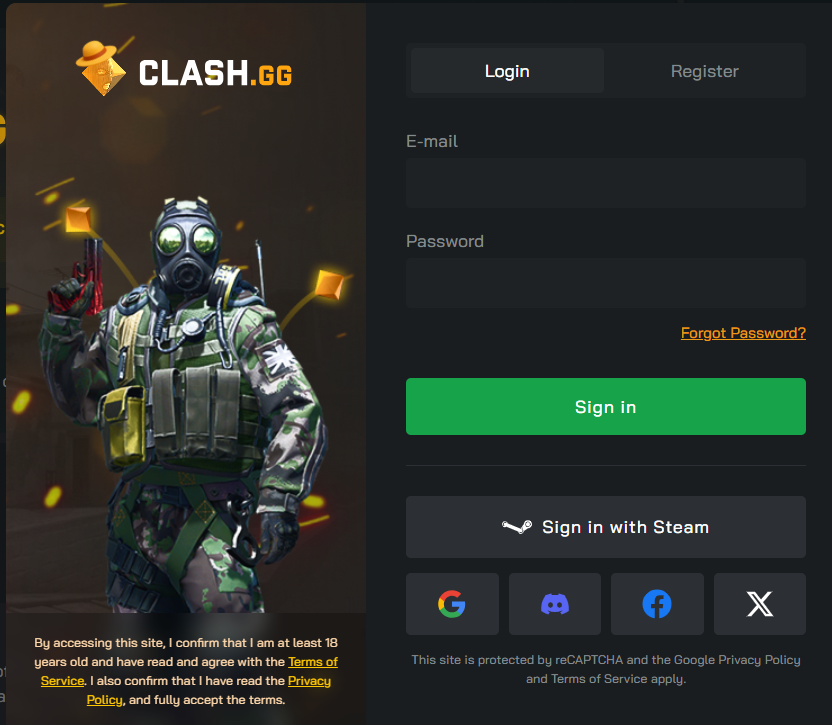 CLASH.GG
By accessing this site, I confirm that I am at least 18
years old and have read and agree with the Terms of
Service. I also confirm that I have read the Privacy
Policy, and fully accept the terms.
Login
Register
E-mail
Password
Forgot Password?
Sign in
Sign in with Steam
This site is protected by reCAPTCHA and the Google Privacy Policy
and Terms of Service apply.